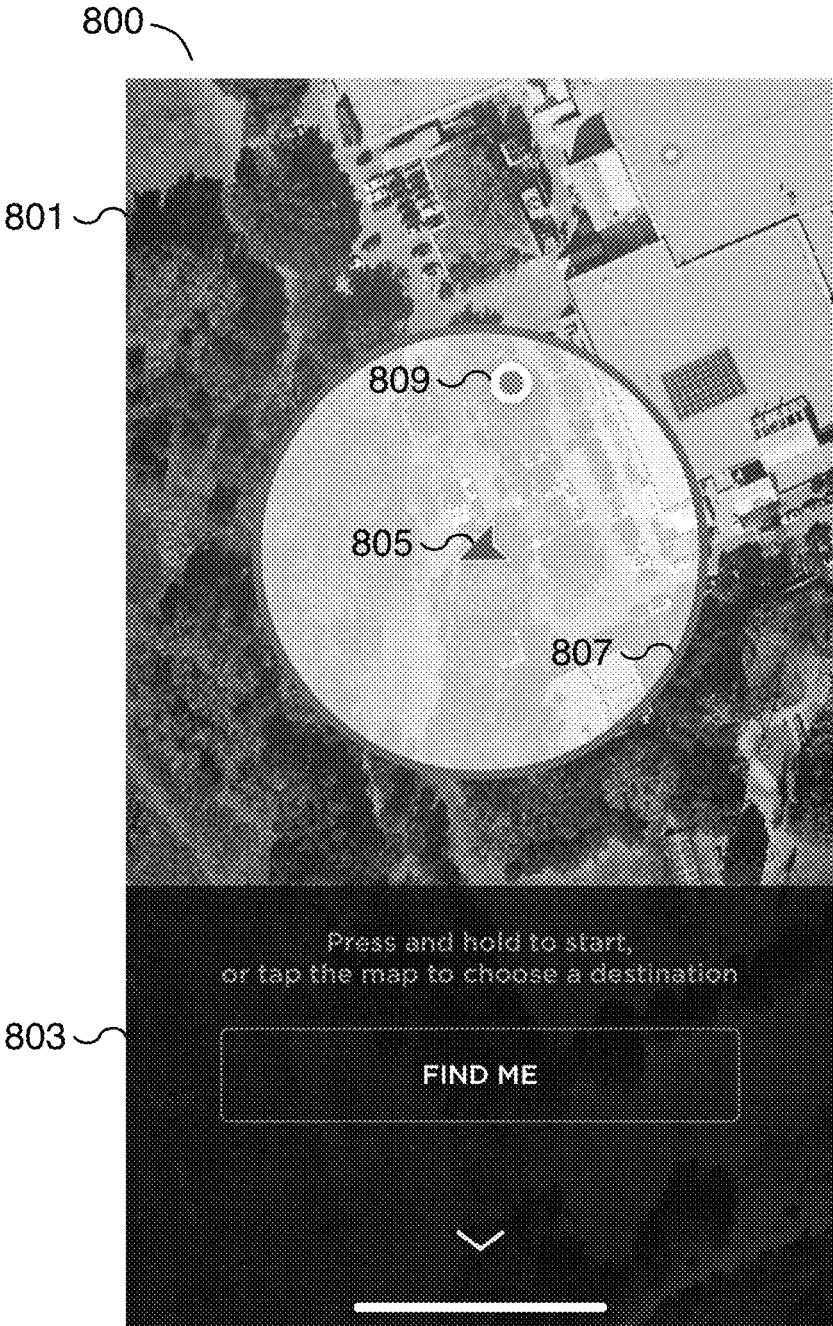 800
801
809
805
807
Press and hold to start,
or tap the map to choose a destination
803
FIND ME